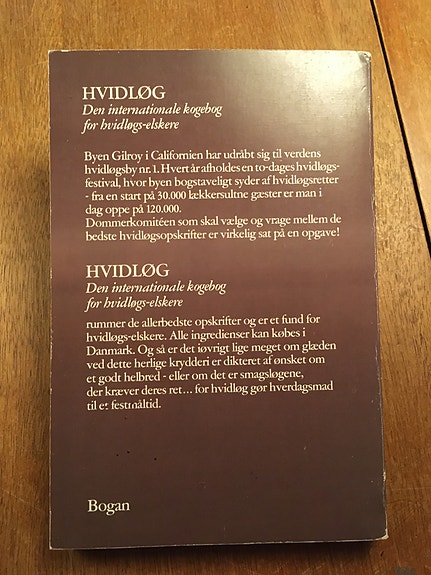 HVIDLØG
Den internationale kogebog
for hvidløgs-elskere
Byen Gilroy i Californien har udråbt sig til verdens
hvidløgsby nr. 1. Hvert år afholdes en to-dages hvidløgs-
festival, hvor byen bogstaveligt syder af hvidløgsretter
- fra en start på 30.000 lækkersultne gæster er man i
dag oppe på 120.000.
Dommerkomitéen som skal vælge og vrage mellem de
bedste hvidløgsopskrifter er virkelig sat på en opgave!
HVIDLØG
Den internationale kogebog
for hvidløgs-elskere
rummer de allerbedste opskrifter og er et fund for
hvidløgs-elskere. Alle ingredienser kan købes i
Danmark. Og så er det iøvrigt lige meget om glæden
ved dette herlige krydderi er dikteret af ønsket om
et godt helbred - eller om det er smagsløgene,
der kræver deres ret... for hvidløg gør hverdagsmad
til et festmåltid.
Bogan